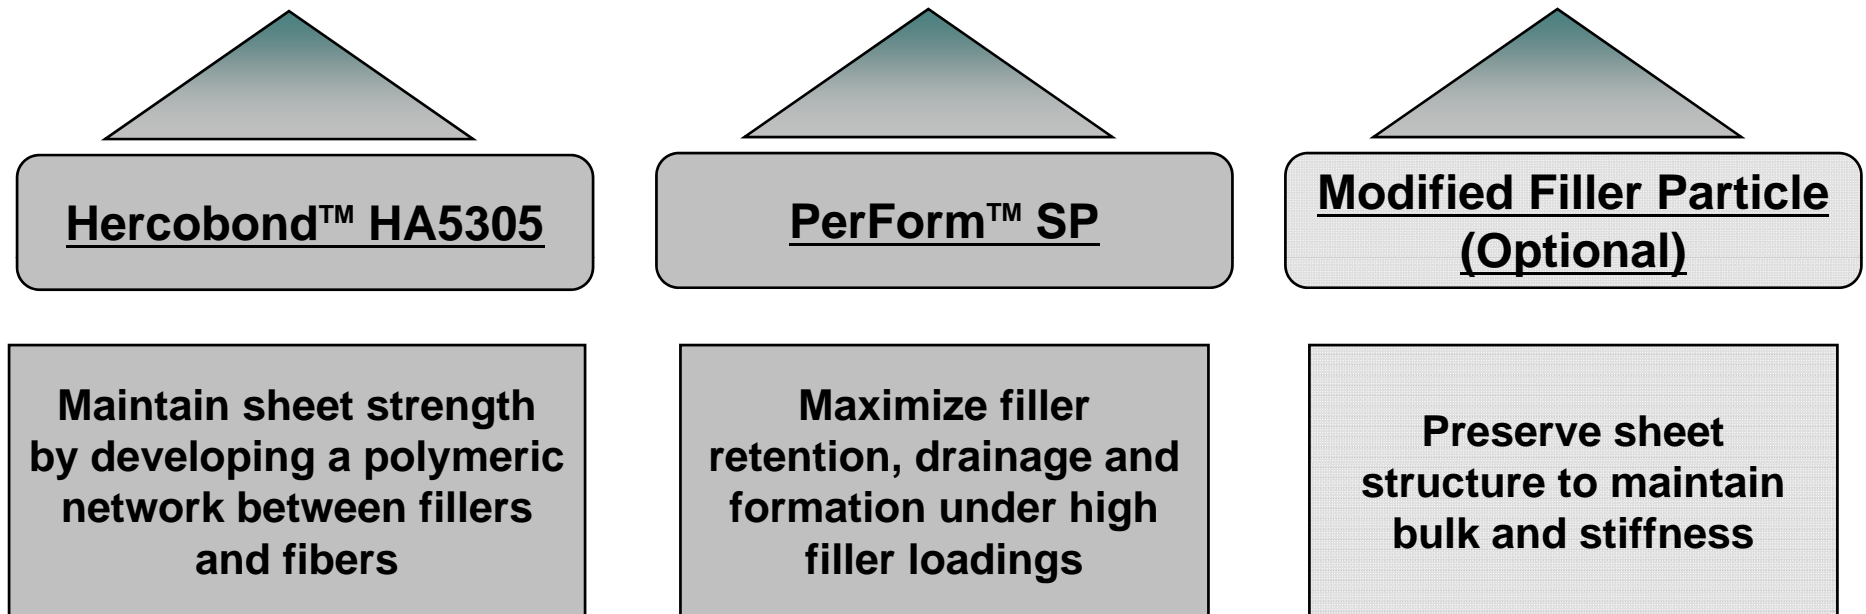 Hercobond™ HA5305
PerForm™ SP
Modified Filler Particle
(Optional)
Maintain sheet strength
by developing a polymeric
network between fillers
and fibers
Maximize filler
retention, drainage and
formation under high
filler loadings
Preserve sheet
structure to maintain
bulk and stiffness